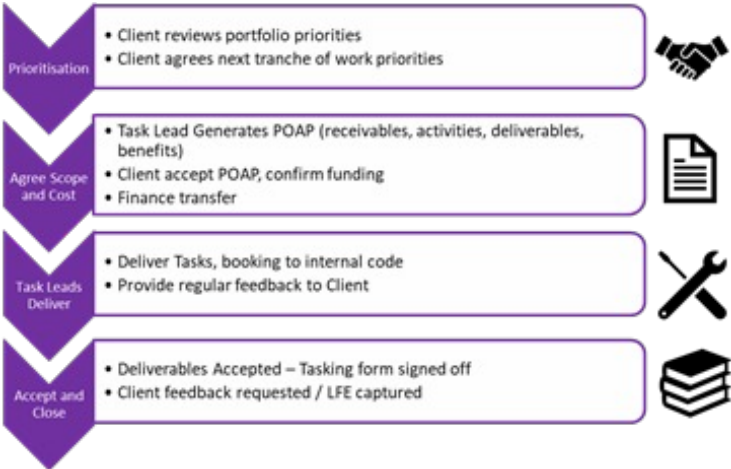 Prioritisation
• Client reviews portfolio priorities
• Client agrees next tranche of work priorities
Agree Scope
and Cost
• Task Lead Generates POAP (receivables, activities, deliverables,
benefits)
• Client accept POAP, confirm funding
• Finance transfer
Task Leads
Deliver
• Deliver Tasks, booking to internal code
• Provide regular feedback to Client
Accept and
Close
• Deliverables Accepted – Tasking form signed off
• Client feedback requested / LFE captured